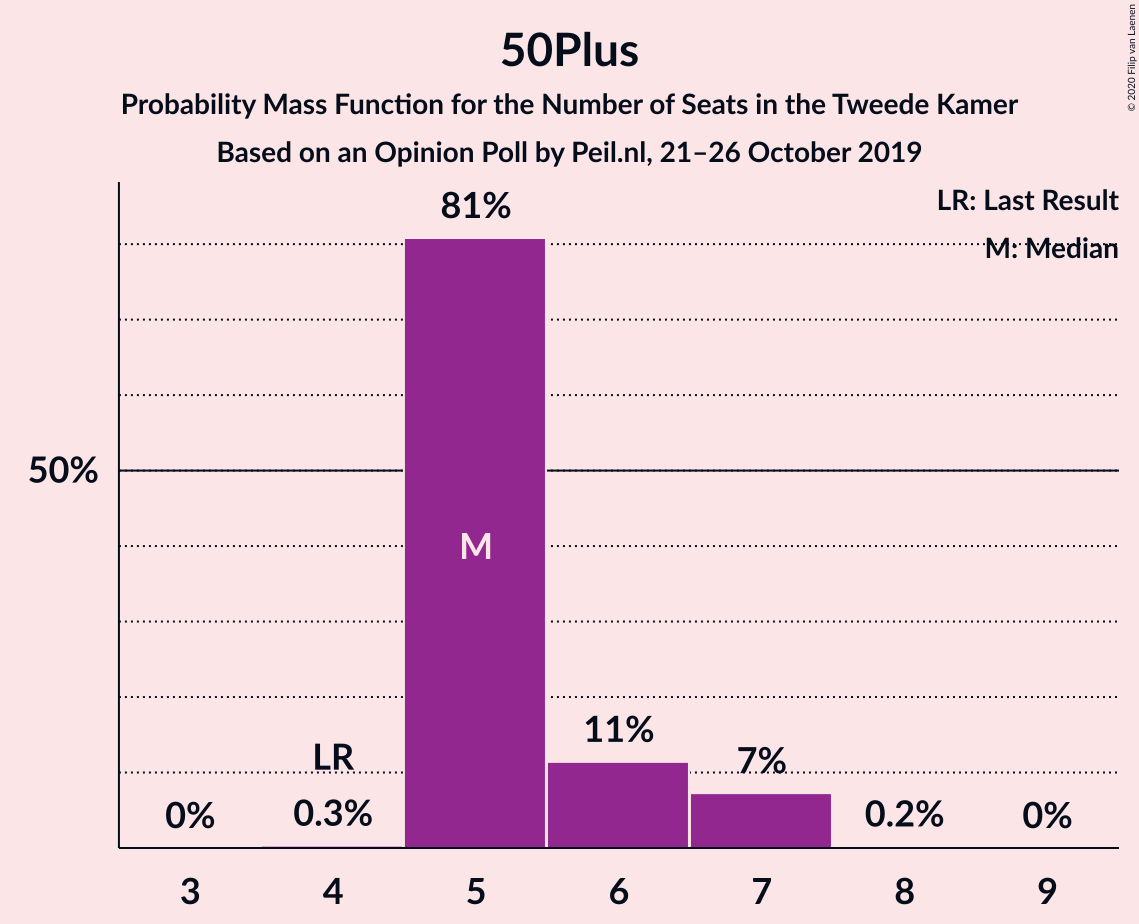 50Plus
Probability Mass Function for the Number of Seats in the Tweede Kamer
Based on an Opinion Poll by Peil.nl, 21–26 October 2019
© 2020 Filip van Laenen
LR: Last Result
M: Median
81%
50%
M
11%
7%
LR
0%
0.3%
0.2%
0%
3 4 5 6 7 8 9